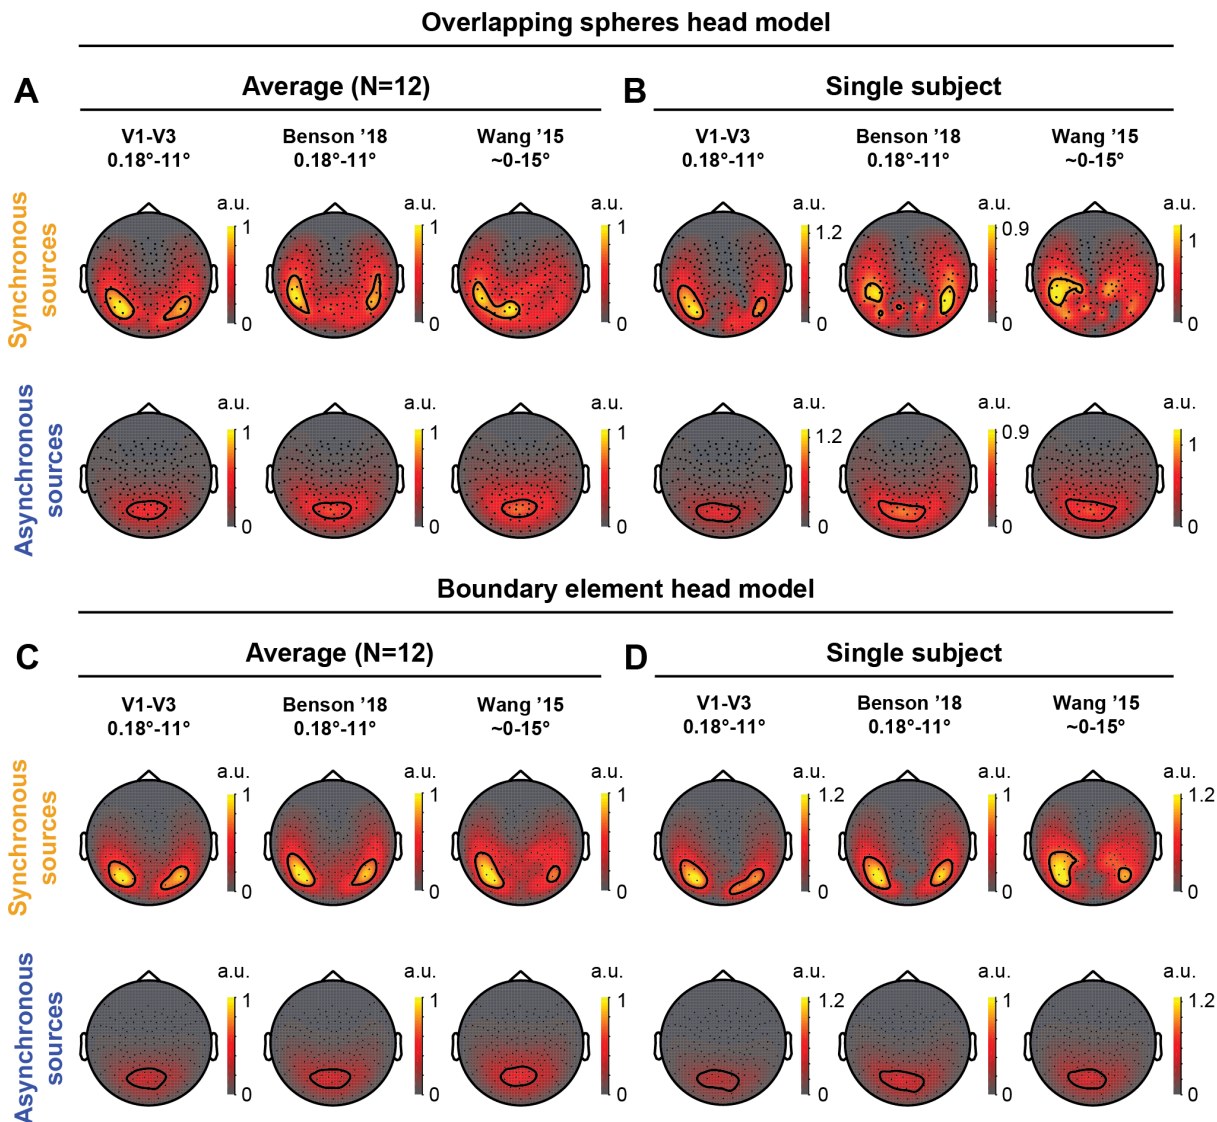 Overlapping spheres head model
A
Average (N=12)
B
Single subject
V1-V3
0.18°-11°
Benson ’18
0.18°-11°
Wang ’15
~0-15°
V1-V3
0.18°-11°
Benson ’18
0.18°-11°
Wang ’15
~0-15°
Synchronous
sources
a.u.
1
0
a.u.
1
0
a.u.
1
0
a.u.
1.2
0
a.u.
0.9
0
a.u.
1
0
Asynchronous
sources
a.u.
1
0
a.u.
1
0
a.u.
1
0
a.u.
1.2
0
a.u.
0.9
0
a.u.
1
0
Boundary element head model
C
Average (N=12)
D
Single subject
V1-V3
0.18°-11°
Benson ’18
0.18°-11°
Wang ’15
~0-15°
V1-V3
0.18°-11°
Benson ’18
0.18°-11°
Wang ’15
~0-15°
Synchronous
sources
a.u.
1
0
a.u.
1
0
a.u.
1
0
a.u.
1.2
0
a.u.
1
0
a.u.
1.2
0
Asynchronous
sources
a.u.
1
0
a.u.
1
0
a.u.
1
0
a.u.
1.2
0
a.u.
1
0
a.u.
1.2
0